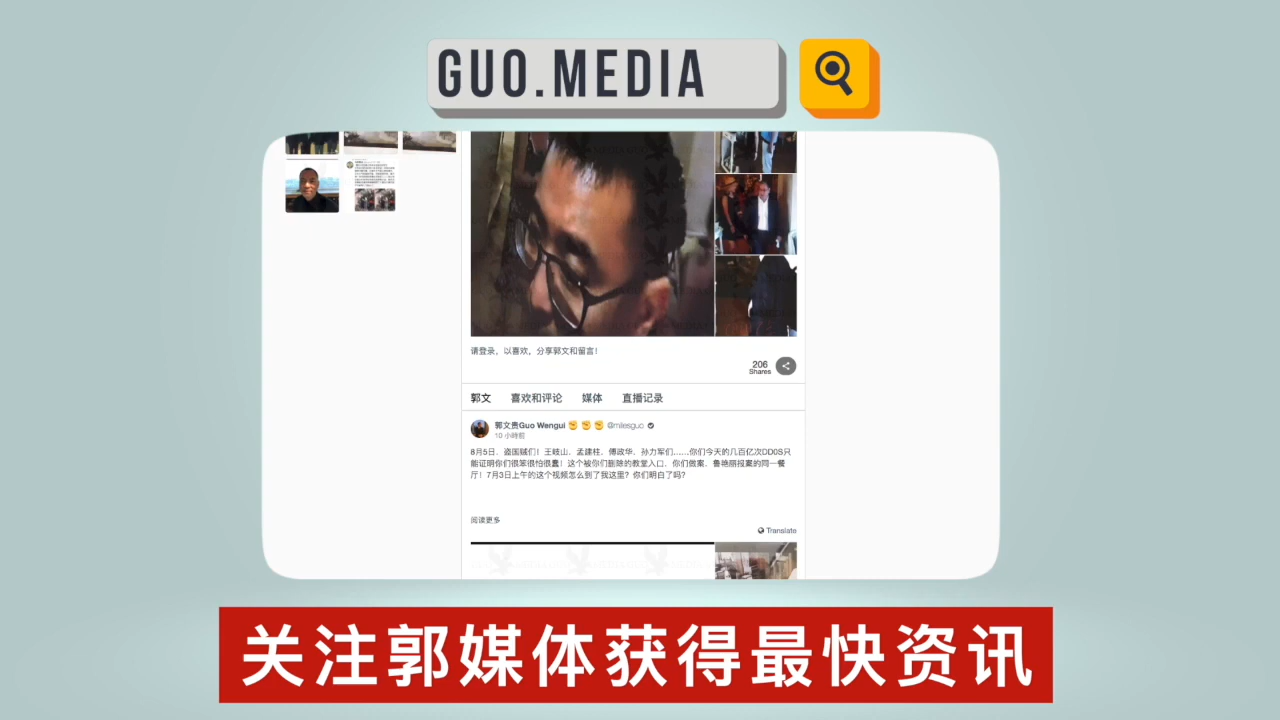 GUO.MEDIA
请登录，以喜欢，分享郭文和留言！
206
Shares
郭文 喜欢和评论 媒体 直播记录
郭文贵Guo Wengui ✊ ✊ ✊ @milesguo
10 小時前
8月5日．盗国贼们！王岐山．孟建柱．傅政华．孙力军们……你们今天的几百亿次DD0S只
能证明你们很笨很怕很蠢！这个被你们删除的教堂入口．你们做案．鲁艳丽报案的同一餐
厅！7月3日上午的这个视频怎么到了我这里？你们明白了吗？
阅读更多
Translate
关注郭媒体获得最快资讯